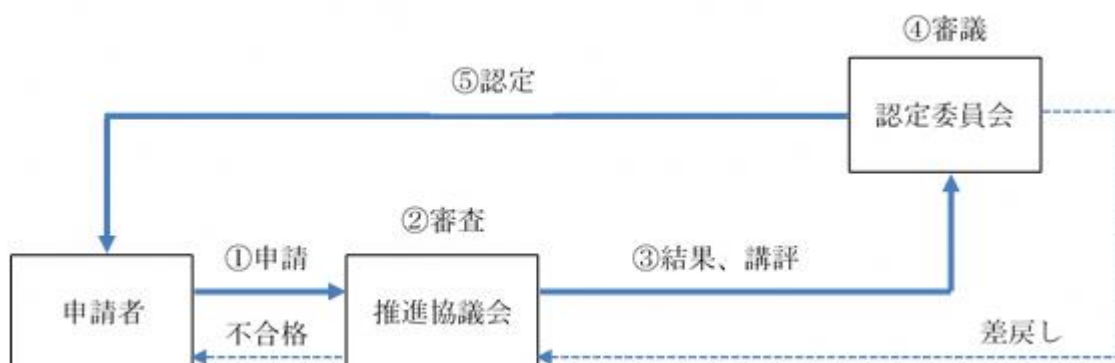 ④審議
⑤認定
認定委員会
②審査
①申請
③結果、講評
申請者
推進協議会
不合格
差戻し